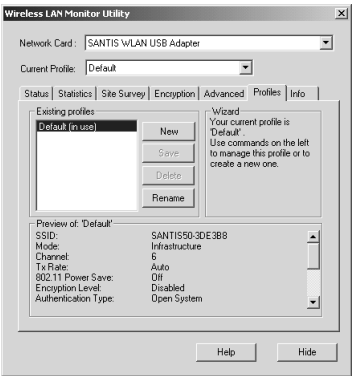 Wireless LAN Monitor Utility
Network Card : SANTIS WLAN USB Adapter
Current Profile: Default
Status Statistics Site Survey Encryption Advanced Profiles Info
Existing profiles
Default (in use)
New
Save
Delete
Rename
Wizard
Your current profile is
'Default' .
Use commands on the left
to manage this profile or to
create a new one.
Preview of: 'Default'
SSID: SANTIS50-3DE3B8
Mode: Infrastructure
Channel: 6
Tx Rate: Auto
802.11 Power Save: Off
Encryption Level: Disabled
Authentication Type: Open System
Help Hide